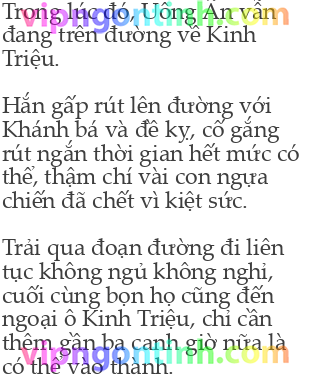 Trong lúc đó, Uông Ấn vẫn
đang trên đường về Kinh
Triệu.
Hắn gấp rút lên đường với
Khánh bá và đề kỵ, cố gắng
rút ngắn thời gian hết mức có
thể, thậm chí vài con ngựa
chiến đã chết vì kiệt sức.
Trải qua đoạn đường đi liên
tục không ngủ không nghỉ,
cuối cùng bọn họ cũng đến
ngoại ô Kinh Triệu, chỉ cần
thêm gần ba canh giờ nữa là
có thể vào thành.
vipngontinh.com
vipngontinh.com